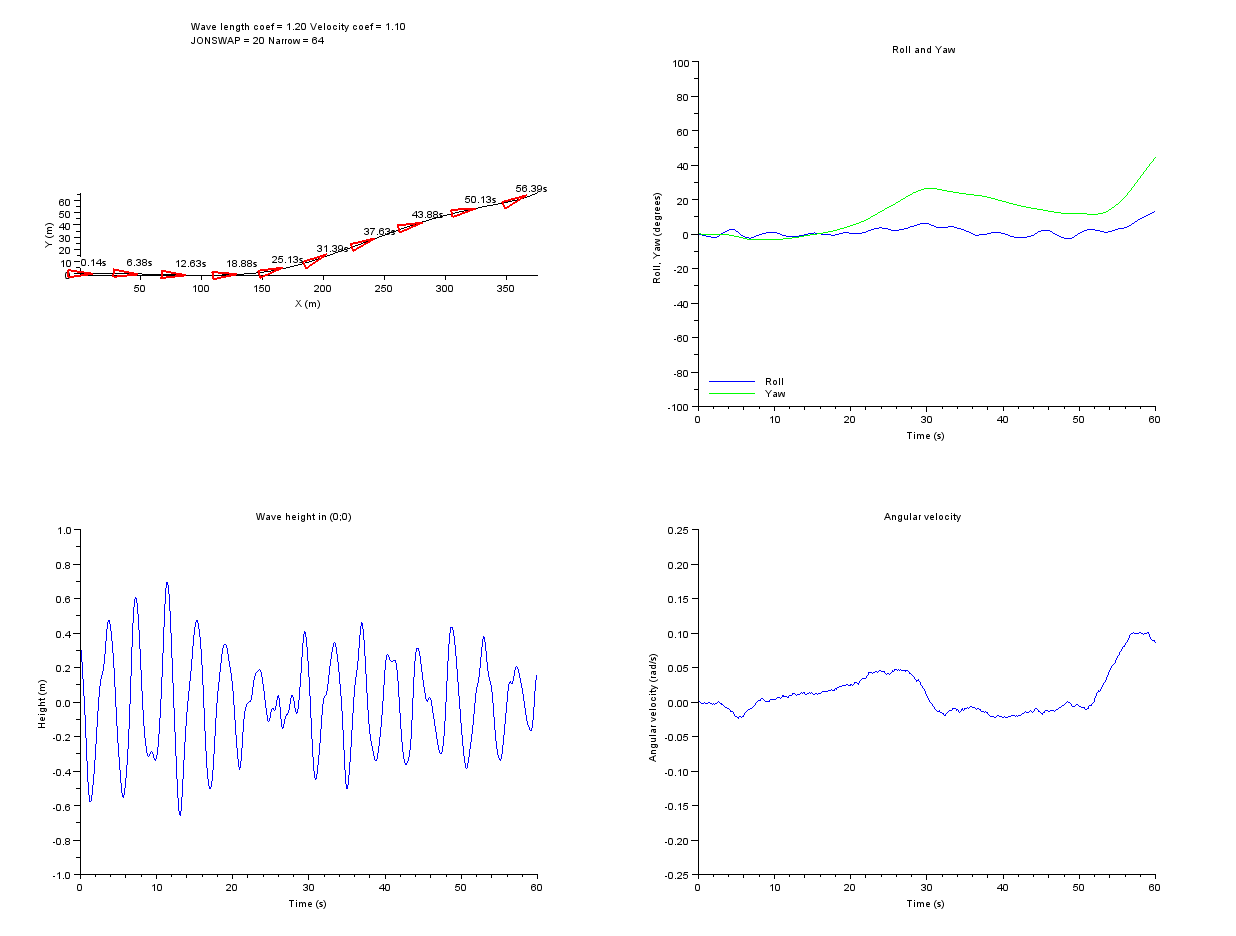 Wave length coef = 1.20 Velocity coef = 1.10
JONSWAP = 20 Narrow = 64
60
50
40
30
20
10
0
Y (m)
0.14s
6.38s
12.63s
18.88s
25.13s
31.39s
37.63s
43.88s
50.13s
56.39s
50 100 150 200 250 300 350
X (m)
Roll and Yaw
100
80
60
40
20
0
-20
-40
-60
-80
-100
Roll, Yaw (degrees)
Roll
Yaw
0 10 20 30 40 50 60
Time (s)
Wave height in (0;0)
1.0
0.8
0.6
0.4
0.2
0.0
-0.2
-0.4
-0.6
-0.8
-1.0
Height (m)
0 10 20 30 40 50 60
Time (s)
Angular velocity
0.25
0.20
0.15
0.10
0.05
0.00
-0.05
-0.10
-0.15
-0.20
-0.25
Angular velocity (rad/s)
0 10 20 30 40 50 60
Time (s)